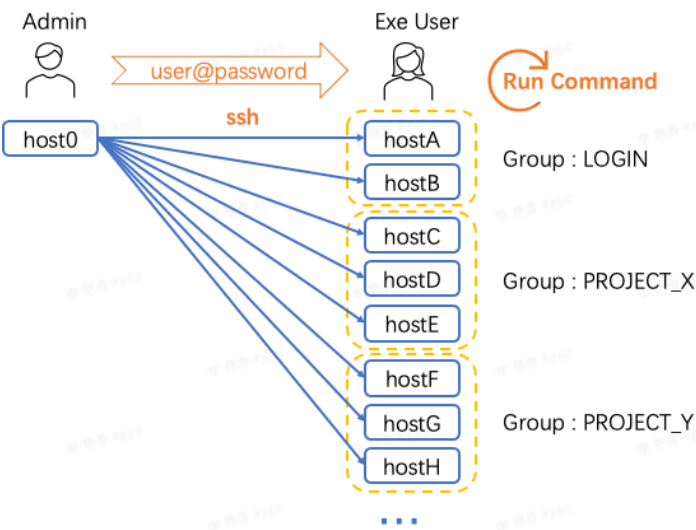 Admin
Exe User
user@password
Run Command
ssh
host0
hostA
hostB
Group : LOGIN
hostC
hostD
hostE
Group : PROJECT_X
hostF
hostG
hostH
Group : PROJECT_Y
...